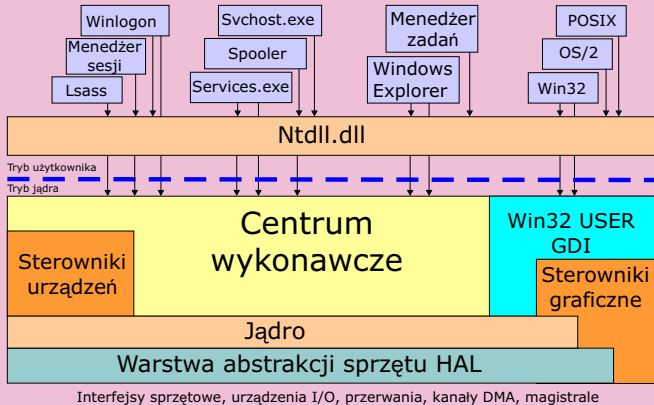 Winlogon
Svchost.exe
Menedżer
zadań
POSIX
Menedżer
sesji
Spooler
OS/2
Lsass
Services.exe
Windows
Explorer
Win32
Ntdll.dll
Tryb użytkownika
Tryb jądra
Centrum
wykonawcze
Win32 USER
GDI
Sterowniki
urządzeń
Sterowniki
graficzne
Jądro
Warstwa abstrakcji sprzętu HAL
Interfejsy sprzętowe, urządzenia I/O, przerwania, kanały DMA, magistrale